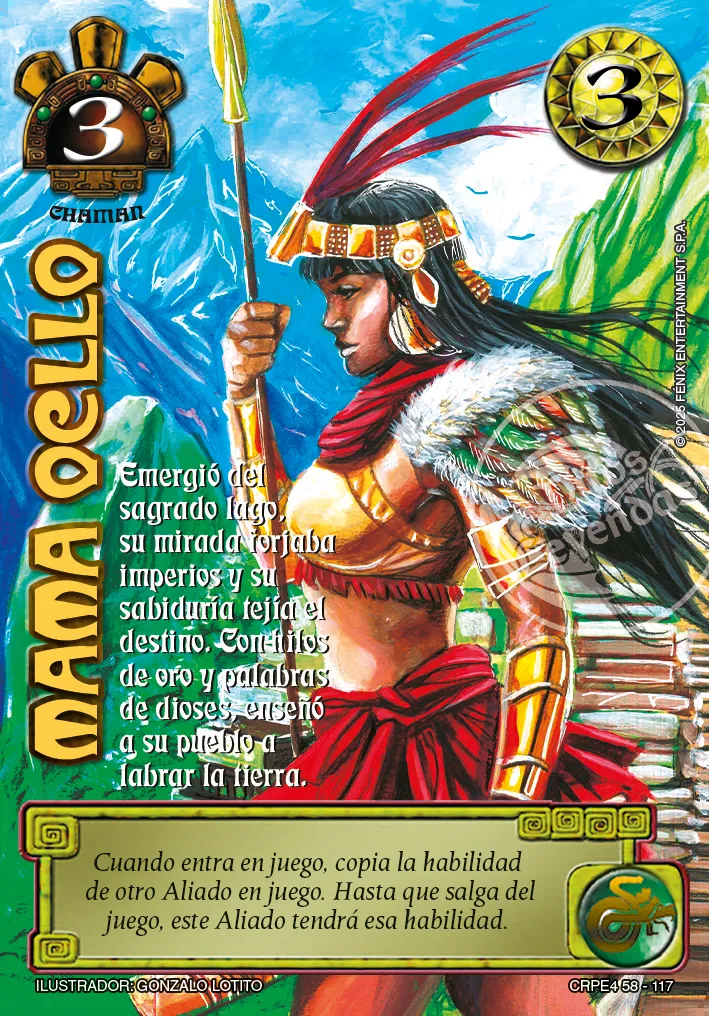 3
3
CHAMAN
MAMA OCLLO
Emergió del
sagrado lago,
su mirada forjaba
imperios y su
sabiduría tejía el
destino. Con hilos
de oro y palabras
de dioses, enseñó
a su pueblo a
labrar la tierra.
© 2025 FÉNIX ENTERTAINMENT S.P.A.
Mitos
Leyendas
Cuando entra en juego, copia la habilidad
de otro Aliado en juego. Hasta que salga del
juego, este Aliado tendrá esa habilidad.
ILUSTRADOR: GONZALO LOTITO
CRPE4 58 - 117